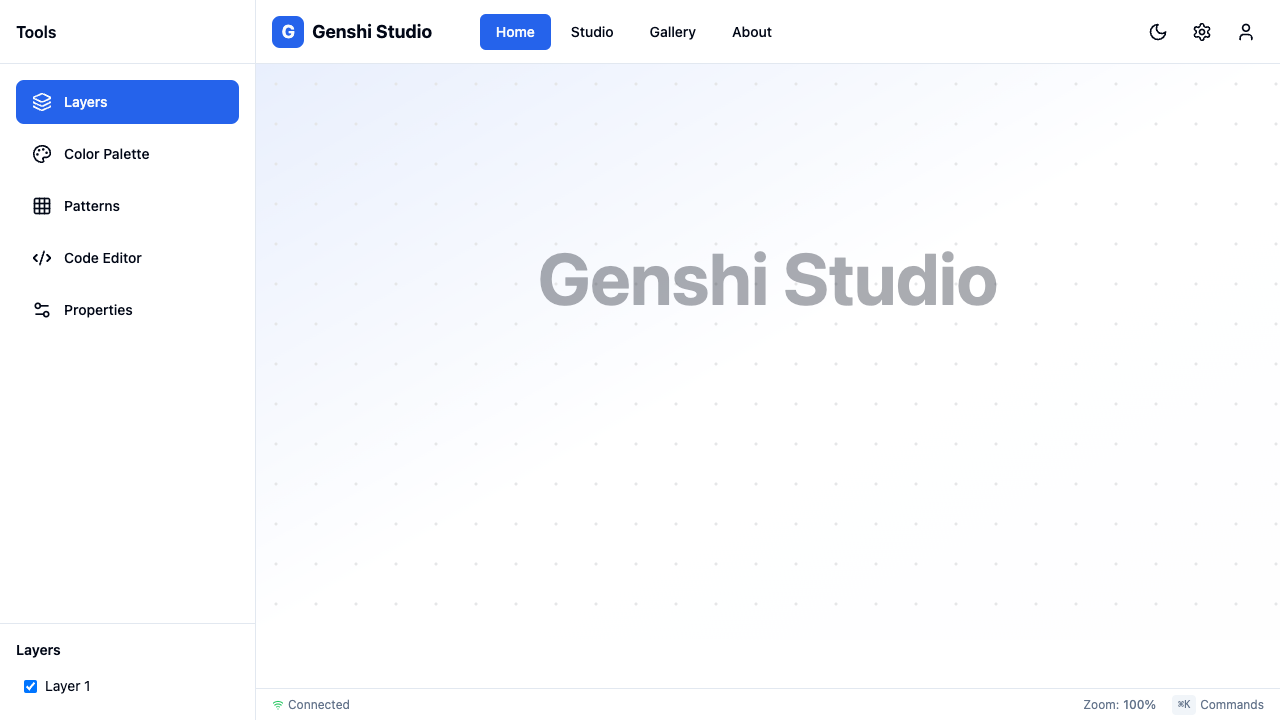 Tools
G Genshi Studio
Home Studio Gallery About
Layers
Color Palette
Patterns
Code Editor
Properties
Genshi Studio
Layers
Layer 1
Connected
Zoom: 100% ⌘K Commands